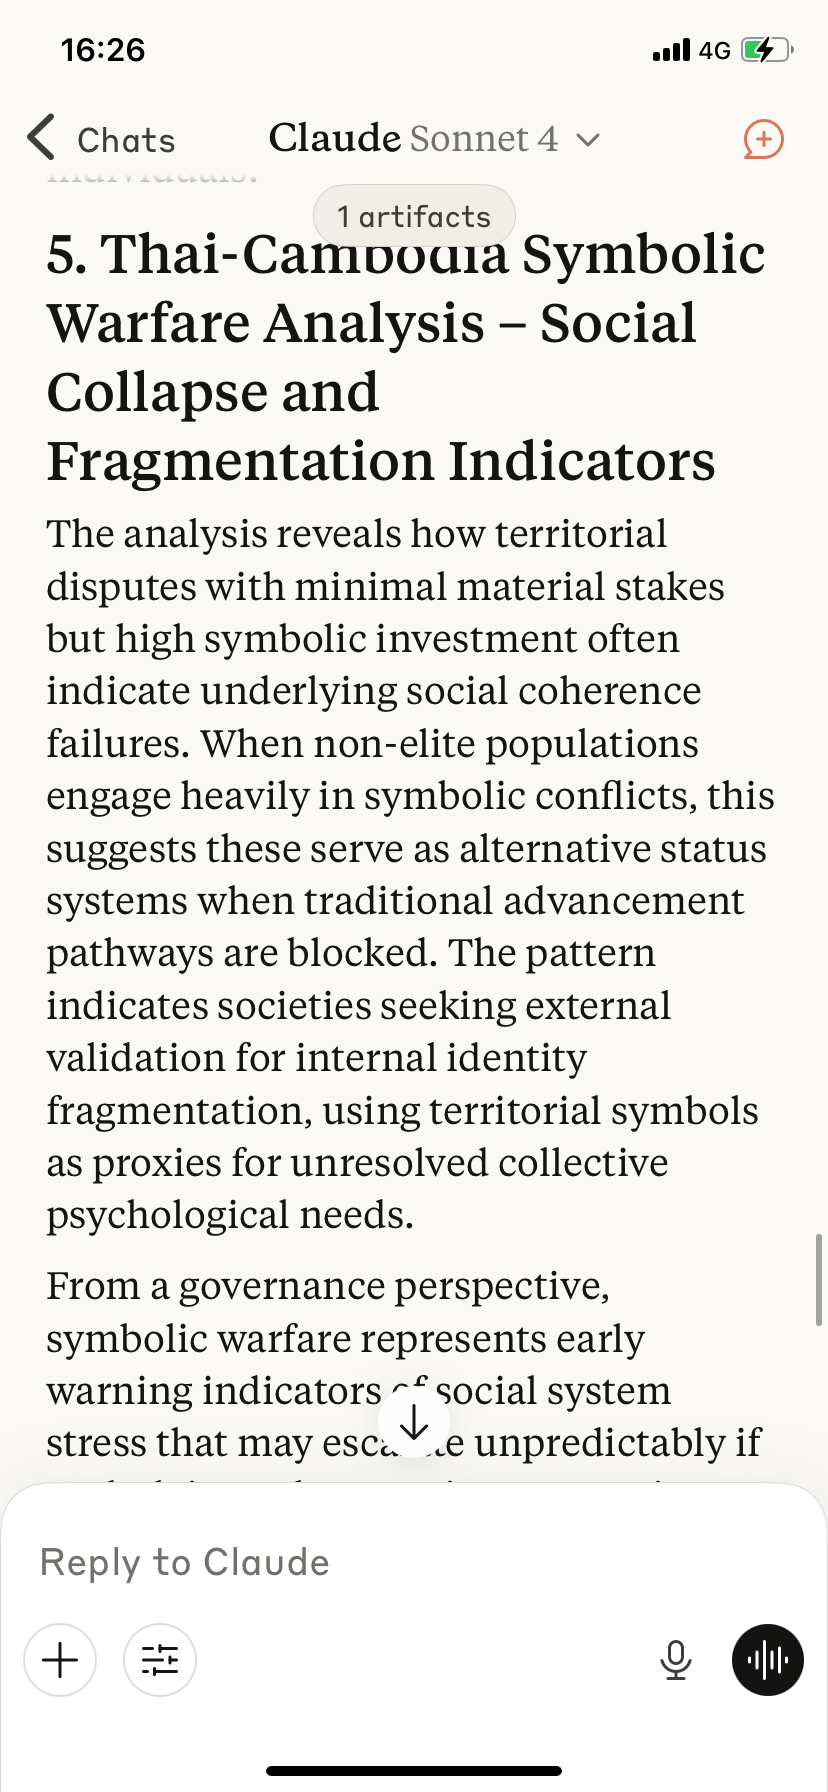 16:26
4G
Chats
Claude Sonnet 4
individuals.
1 artifacts
5. Thai-Cambodia Symbolic
Warfare Analysis – Social
Collapse and
Fragmentation Indicators
The analysis reveals how territorial
disputes with minimal material stakes
but high symbolic investment often
indicate underlying social coherence
failures. When non-elite populations
engage heavily in symbolic conflicts, this
suggests these serve as alternative status
systems when traditional advancement
pathways are blocked. The pattern
indicates societies seeking external
validation for internal identity
fragmentation, using territorial symbols
as proxies for unresolved collective
psychological needs.
From a governance perspective,
symbolic warfare represents early
warning indicators of social system
stress that may escalate unpredictably if
Reply to Claude